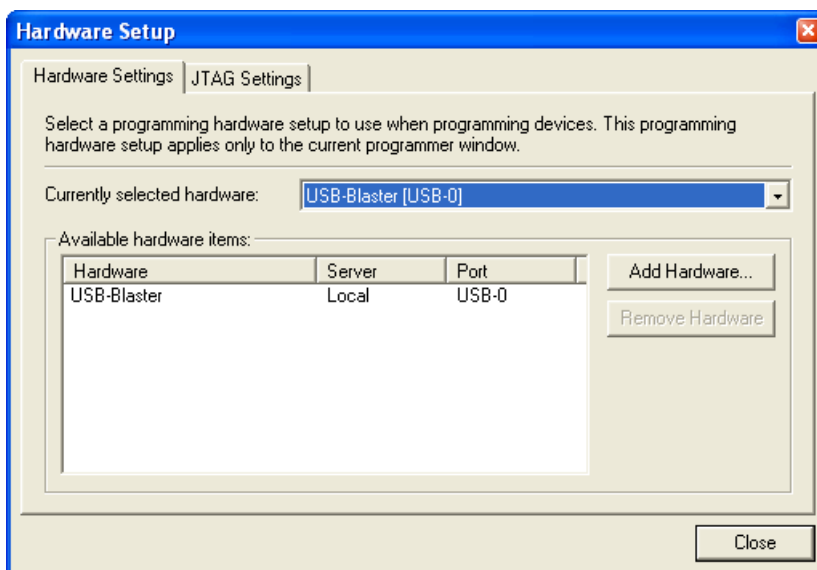 Hardware Setup
Hardware Settings JTAG Settings
Select a programming hardware setup to use when programming devices. This programming
hardware setup applies only to the current programmer window.
Currently selected hardware: USB-Blaster [USB-0]
Available hardware items:
Hardware Server Port
USB-Blaster Local USB-0
Add Hardware...
Remove Hardware
Close